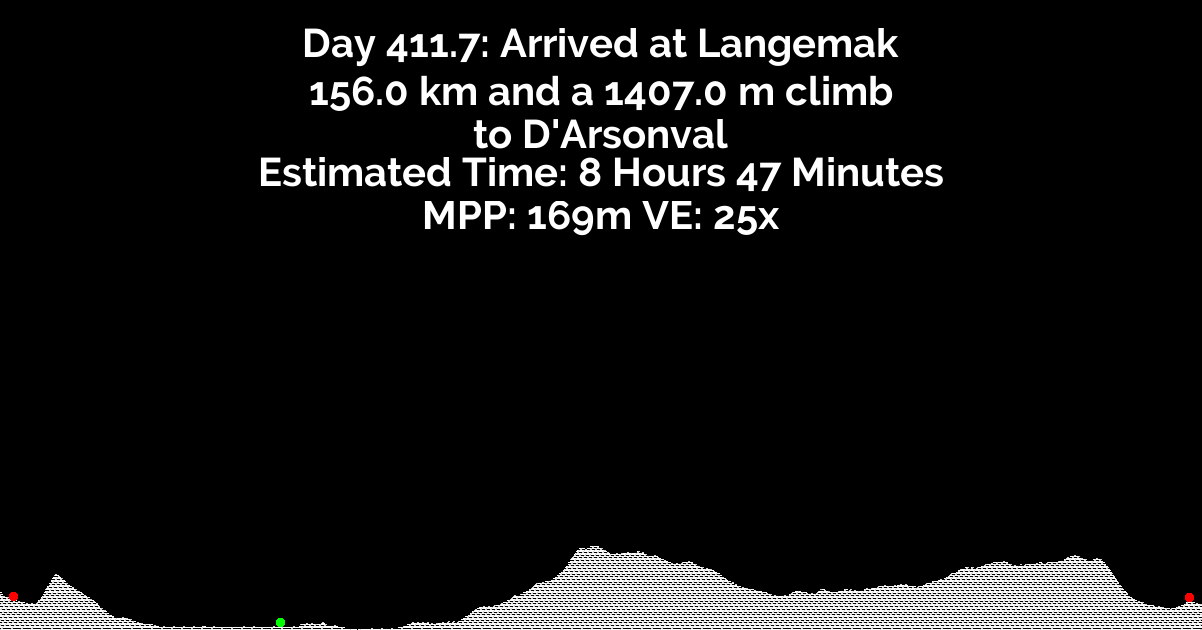 Day 411.7: Arrived at Langemak
156.0 km and a 1407.0 m climb
to D'Arsonval
Estimated Time: 8 Hours 47 Minutes
MPP: 169m VE: 25x